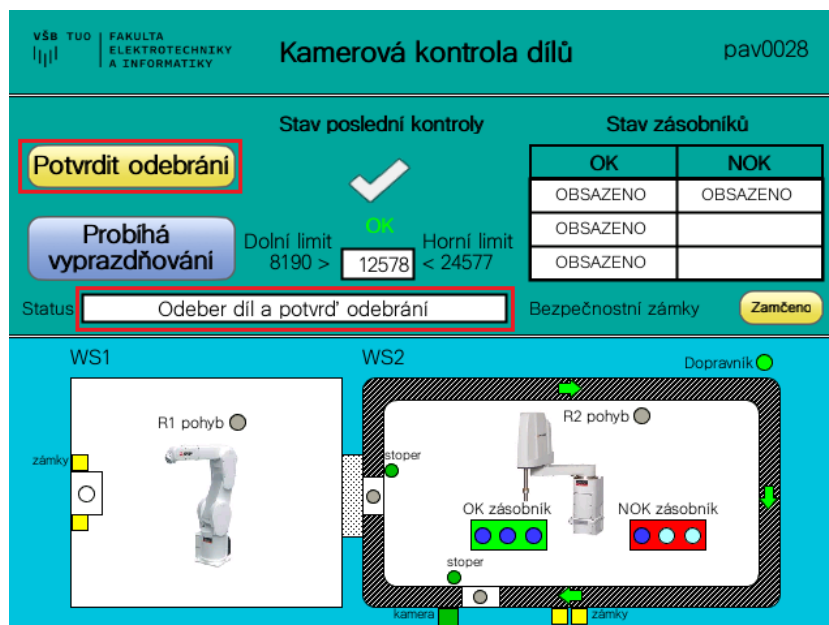 VŠB TUO
FAKULTA
ELEKTROTECHNIKY
A INFORMATIKY
Kamerová kontrola dílů
pav0028
Stav poslední kontroly
Stav zásobníků
Potvrdit odebrání
OK
NOK
OBSAZENO
OBSAZENO
OBSAZENO
OBSAZENO
OK
Probíhá
vyprazdňování
Dolní limit
8190 >
12578
Horní limit
< 24577
Status
Odeber díl a potvrď odebrání
Bezpečnostní zámky
Zamčeno
WS1
WS2
Dopravník
R1 pohyb
R2 pohyb
zámky
stoper
OK zásobník
NOK zásobník
stoper
kamera
zámky